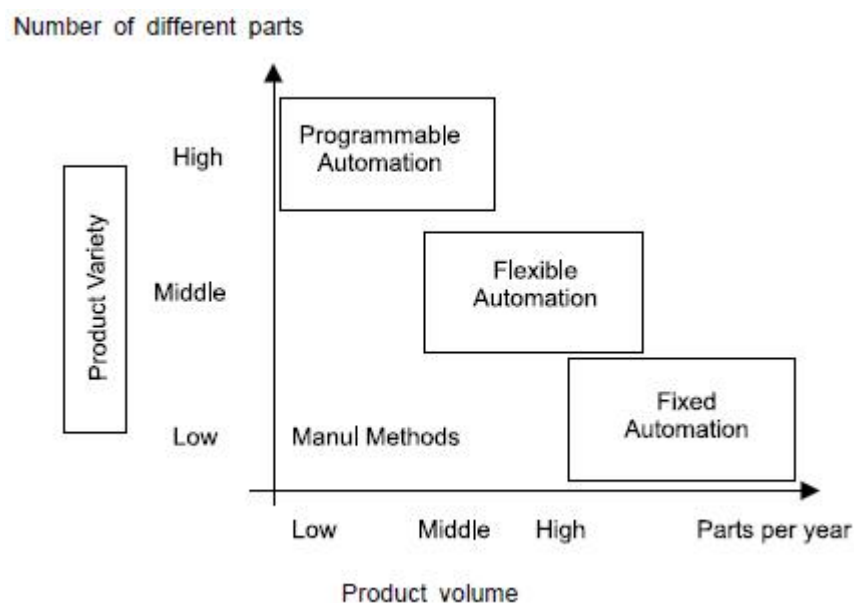 Number of different parts
High
Programmable
Automation
Product Variety
Middle
Flexible
Automation
Low
Manul Methods
Fixed
Automation
Low
Middle
High
Parts per year
Product volume